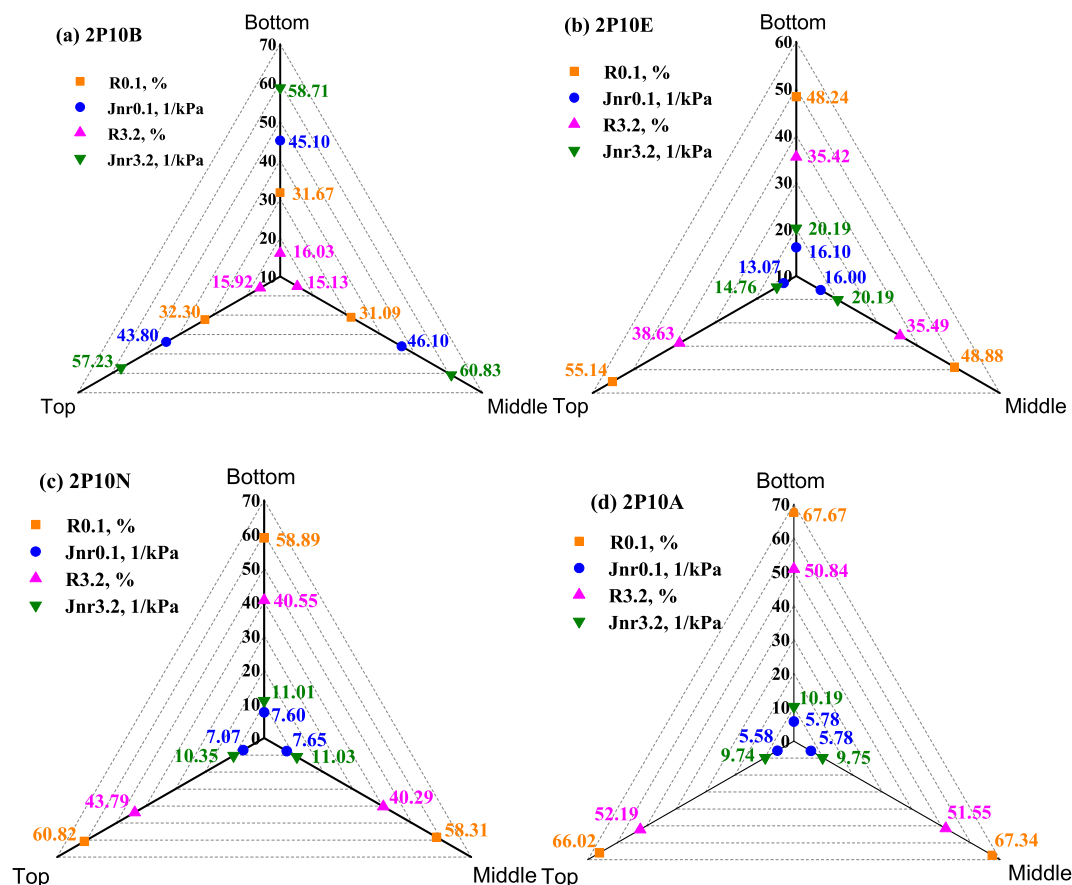 (a) 2P10B
R0.1, %
Jnr0.1, 1/kPa
R3.2, %
Jnr3.2, 1/kPa
Bottom
70
60
58.71
50
45.10
40
31.67
30
20
16.03
10
15.92
15.13
32.30
31.09
43.80
46.10
57.23
60.83
Top
Middle
(b) 2P10E
R0.1, %
Jnr0.1, 1/kPa
R3.2, %
Jnr3.2, 1/kPa
Bottom
60
50
48.24
40
35.42
30
20
20.19
16.10
13.07
10
16.00
14.76
20.19
38.63
35.49
55.14
48.88
Top
Middle
(c) 2P10N
R0.1, %
Jnr0.1, 1/kPa
R3.2, %
Jnr3.2, 1/kPa
Bottom
70
60
58.89
50
40
40.55
30
20
11.01
10
7.60
7.07
0
7.65
10.35
11.03
43.79
40.29
60.82
58.31
Top
Middle
(d) 2P10A
R0.1, %
Jnr0.1, 1/kPa
R3.2, %
Jnr3.2, 1/kPa
Bottom
70
67.67
60
50
50.84
40
30
20
10.19
10
5.78
5.58
0
5.78
9.74
9.75
52.19
51.55
66.02
67.34
Top
Middle